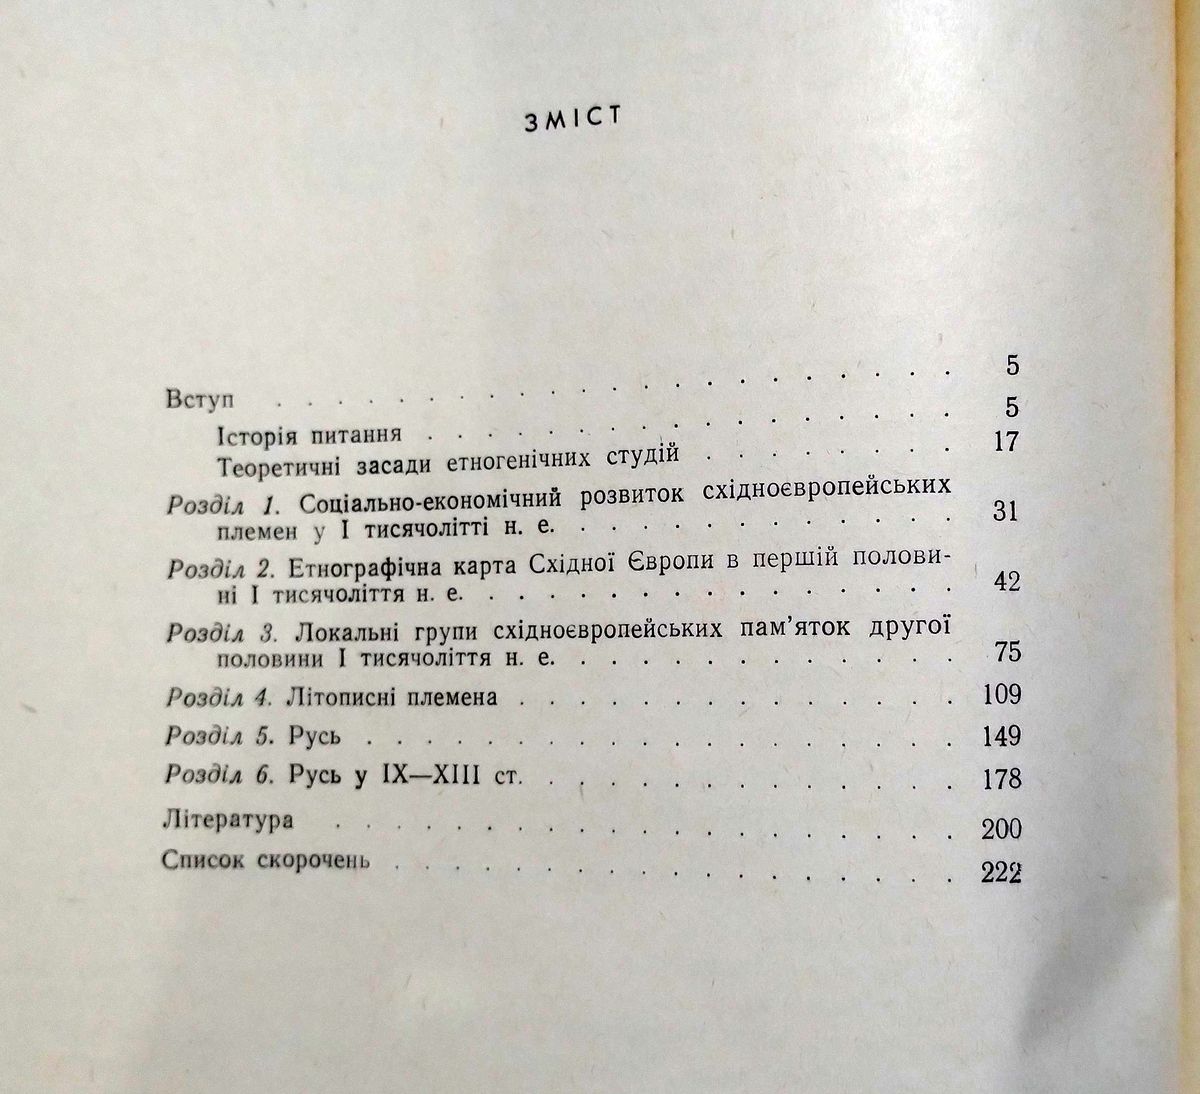 ЗМІСТ
Вступ . . . . . . . . . . . . . . . . . . 5
Історія питання . . . . . . . . . . . . . . 5
Теоретичні засади етногенічних студій . . . . . . . . 17
Розділ 1. Соціально-економічний розвиток східноєвропейських
племен у I тисячолітті н. е. . . . . . . . . . . . . 31
Розділ 2. Етнографічна карта Східної Європи в першій полови-
ні I тисячоліття н. е. . . . . . . . . . . . . . . . 42
Розділ 3. Локальні групи східноєвропейських пам’яток другої
половини I тисячоліття н. е. . . . . . . . . . . . . 75
Розділ 4. Літописні племена . . . . . . . . . . . . . 109
Розділ 5. Русь . . . . . . . . . . . . . . . . . 149
Розділ 6. Русь у IX—XIII ст. . . . . . . . . . . . . 178
Література . . . . . . . . . . . . . . . . . 200
Список скорочень . . . . . . . . . . . . . . . 222